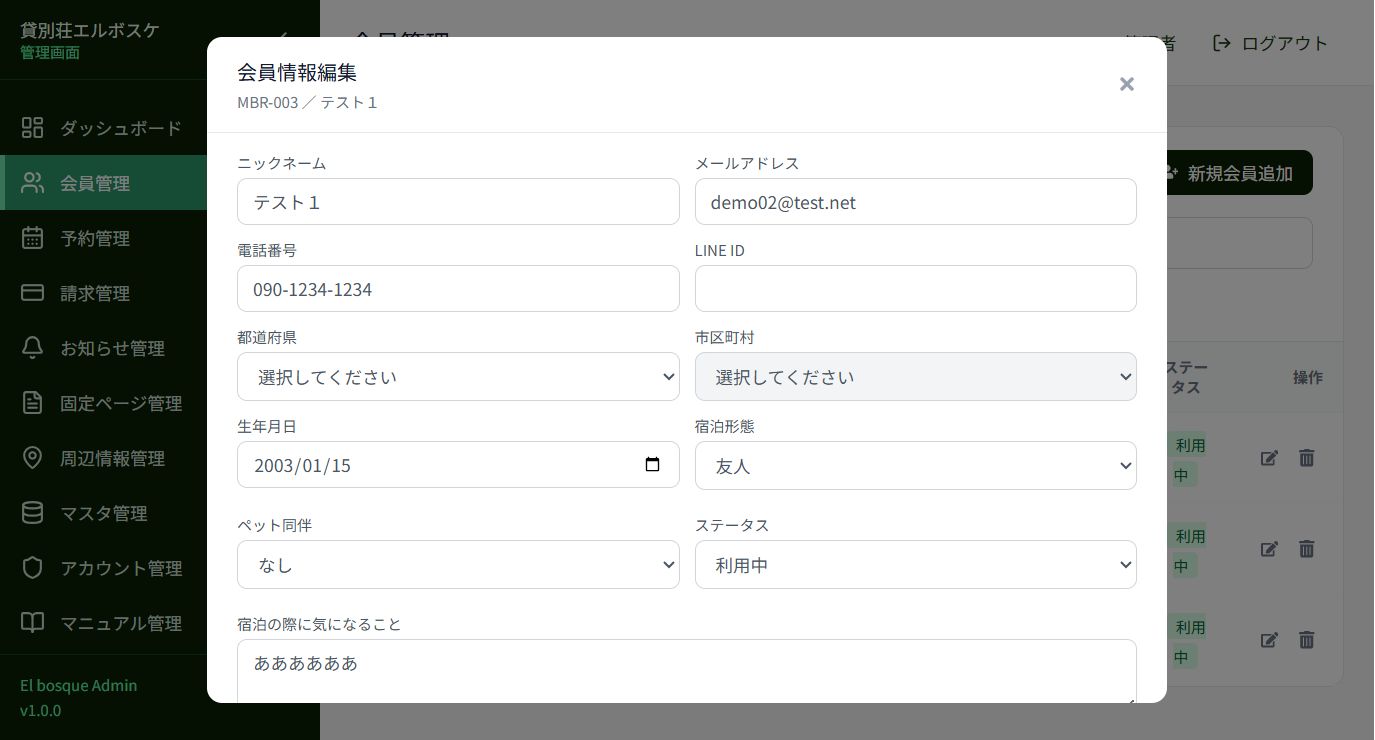 貸別荘エルボスケ
管理画面
ログアウト
会員情報編集
MBR-003 ／ テスト１
ダッシュボード
会員管理
予約管理
請求管理
お知らせ管理
固定ページ管理
周辺情報管理
マスタ管理
アカウント管理
マニュアル管理
El bosque Admin
v1.0.0
ニックネーム
メールアドレス
テスト１
demo02@test.net
電話番号
LINE ID
090-1234-1234
都道府県
市区町村
選択してください
選択してください
生年月日
宿泊形態
2003/01/15
友人
ペット同伴
ステータス
なし
利用中
宿泊の際に気になること
ああああああ
新規会員追加
ステー
タス
操作
利用
中
利用
中
利用
中